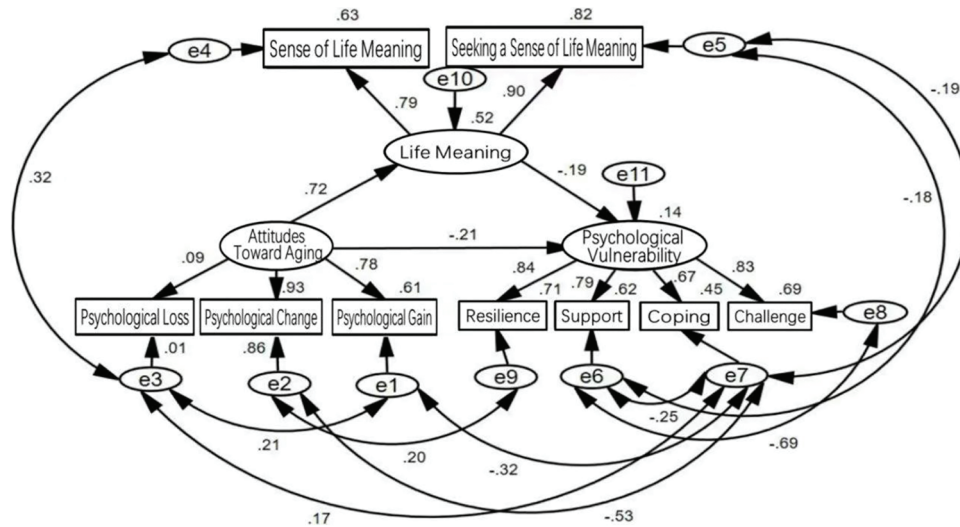 .63
.82
e4
Sense of Life Meaning
Seeking a Sense of Life Meaning
e5
e10
-.19
.79
.90
.52
Life Meaning
.32
-.19
e11
.72
-.18
.14
Attitudes
Toward Aging
-.21
Psychological
Vulnerability
.09
.93
.78
.61
.84
.71
.79
.62
.67
.45
.83
.69
Psychological Loss
Psychological Change
Psychological Gain
Resilience
Support
Coping
Challenge
e8
.01
.86
e3
e2
e1
e9
e6
e7
-.25
.21
.20
-.32
-.69
.17
-.53